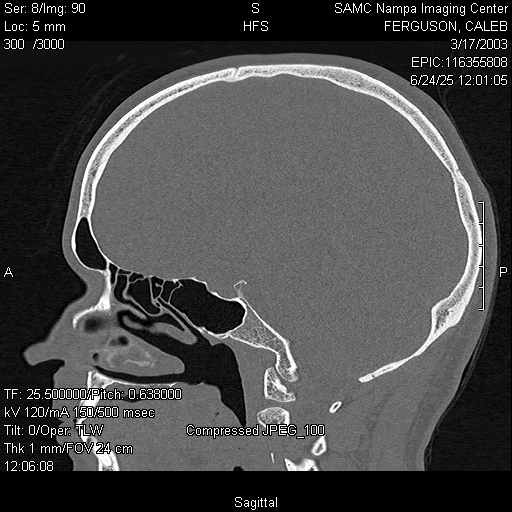 Ser: 8/Img: 90
Loc: 5 mm
300 /3000
S
HFS
SAMC Nampa Imaging Center
FERGUSON, CALEB
3/17/2003
EPIC:116355808
6/24/25 12:01:05
A
P
TF: 25.500000/Pitch: 0.638000
kV 120/mA 150/500 msec
Tilt: 0/Oper: TLW
Compressed JPEG_100
Thk 1 mm/FOV 24 cm
12:06:08
Sagittal